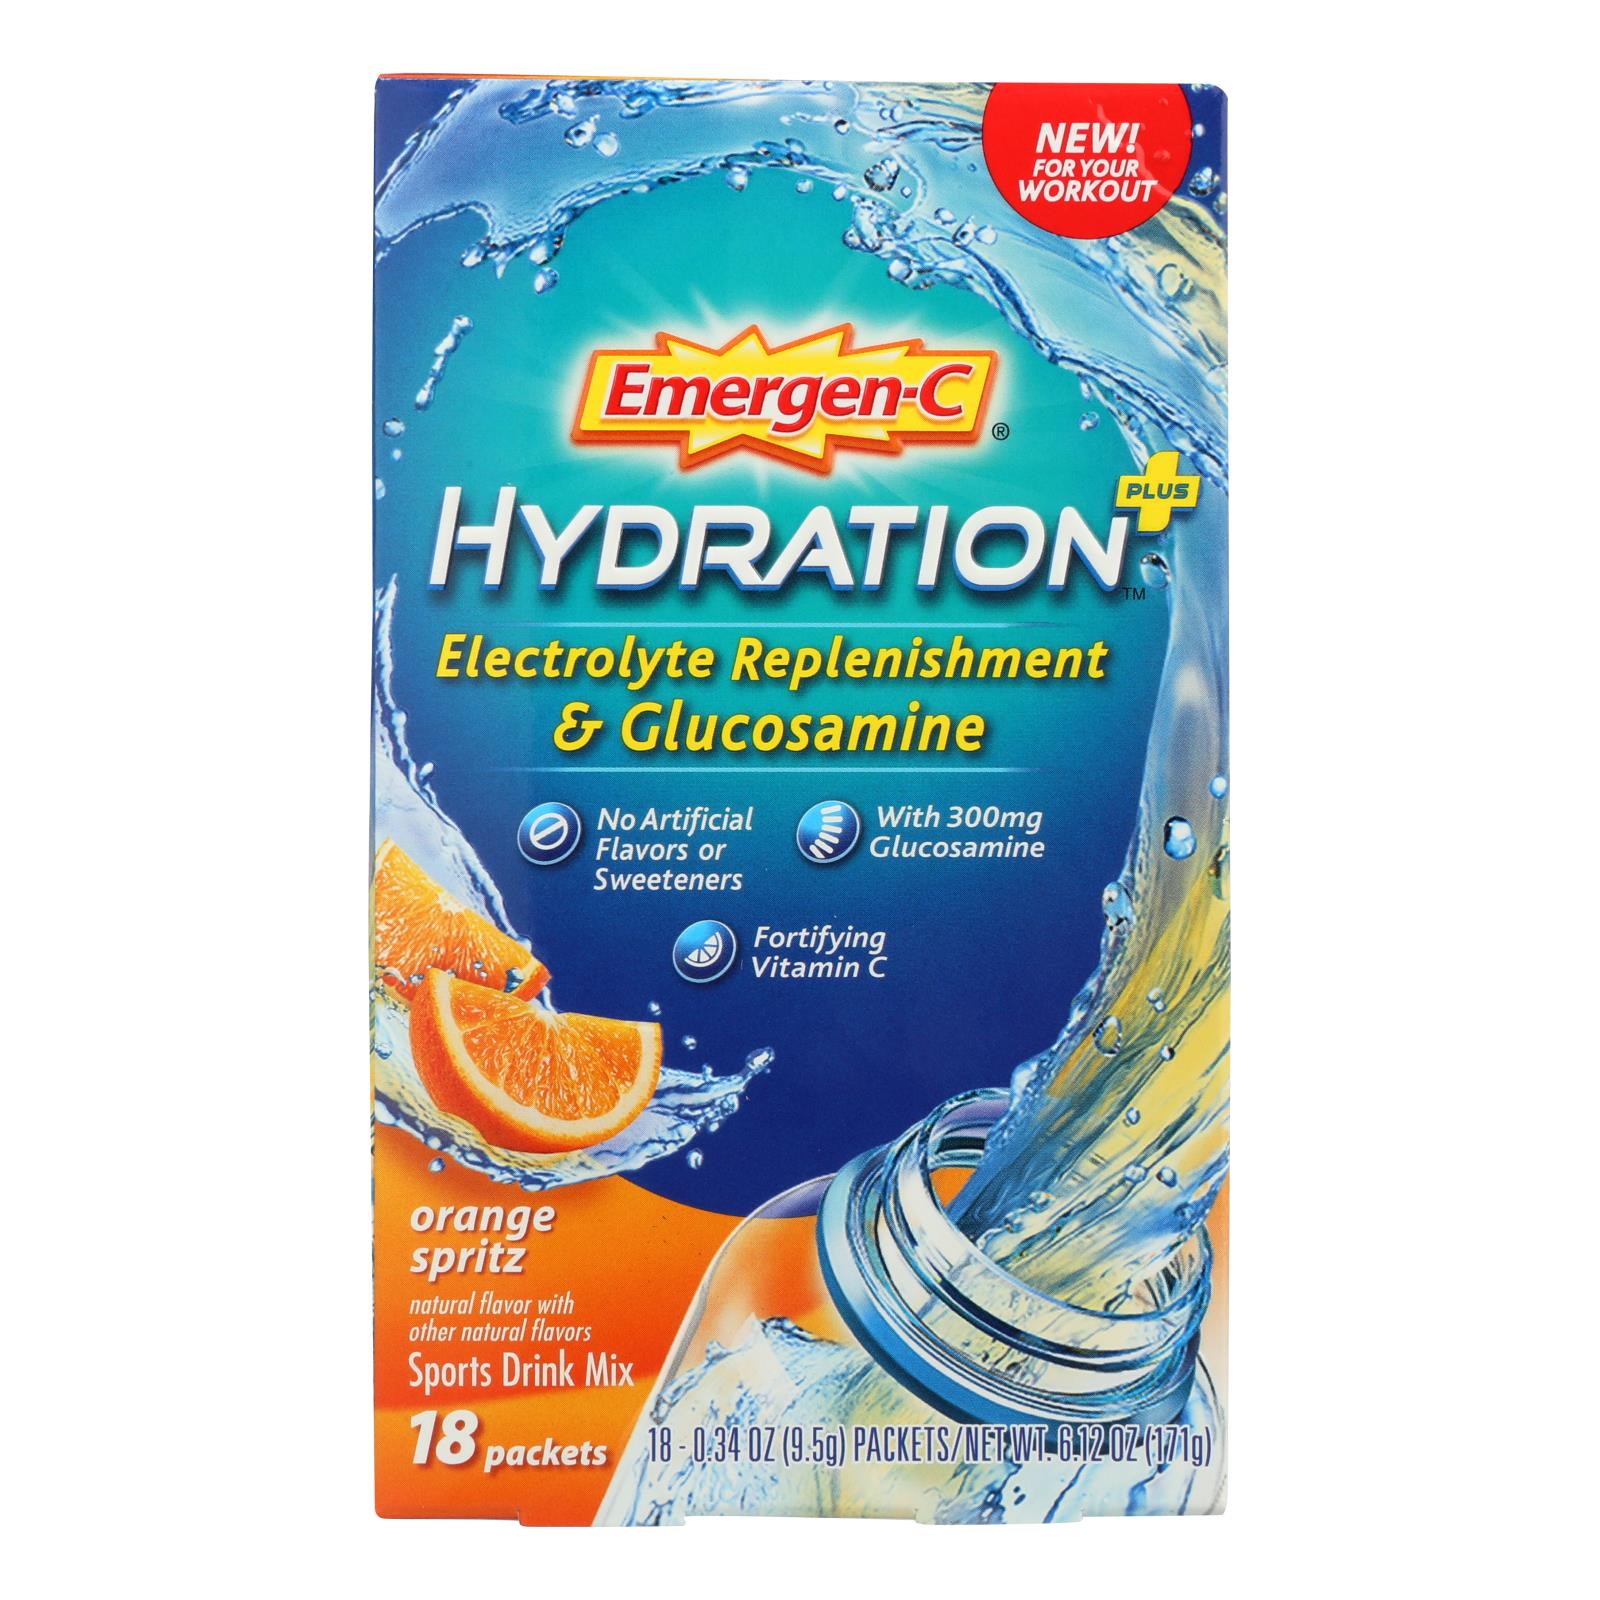 NEW!
FOR YOUR
WORKOUT
Emergen-C®
PLUS
HYDRATION™
Electrolyte Replenishment
& Glucosamine
No Artificial
Flavors or
Sweeteners
With 300mg
Glucosamine
Fortifying
Vitamin C
orange
spritz
natural flavor with
other natural flavors
Sports Drink Mix
18 packets
18 - 0.34 OZ (9.5g) PACKETS/NET WT. 6.12 OZ (171g)